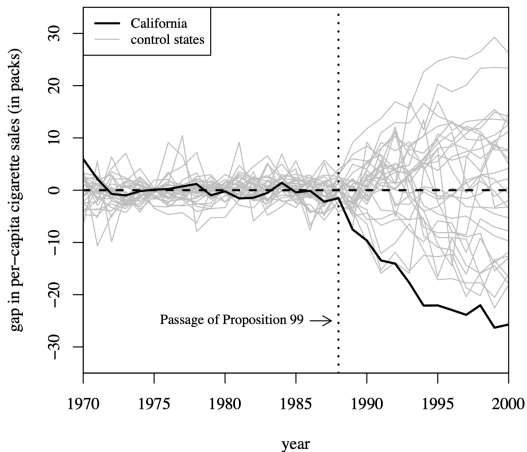 California
control states
gap in per−capita cigarette sales (in packs)
30
20
10
0
−10
−20
−30
Passage of Proposition 99
1970
1975
1980
1985
1990
1995
2000
year